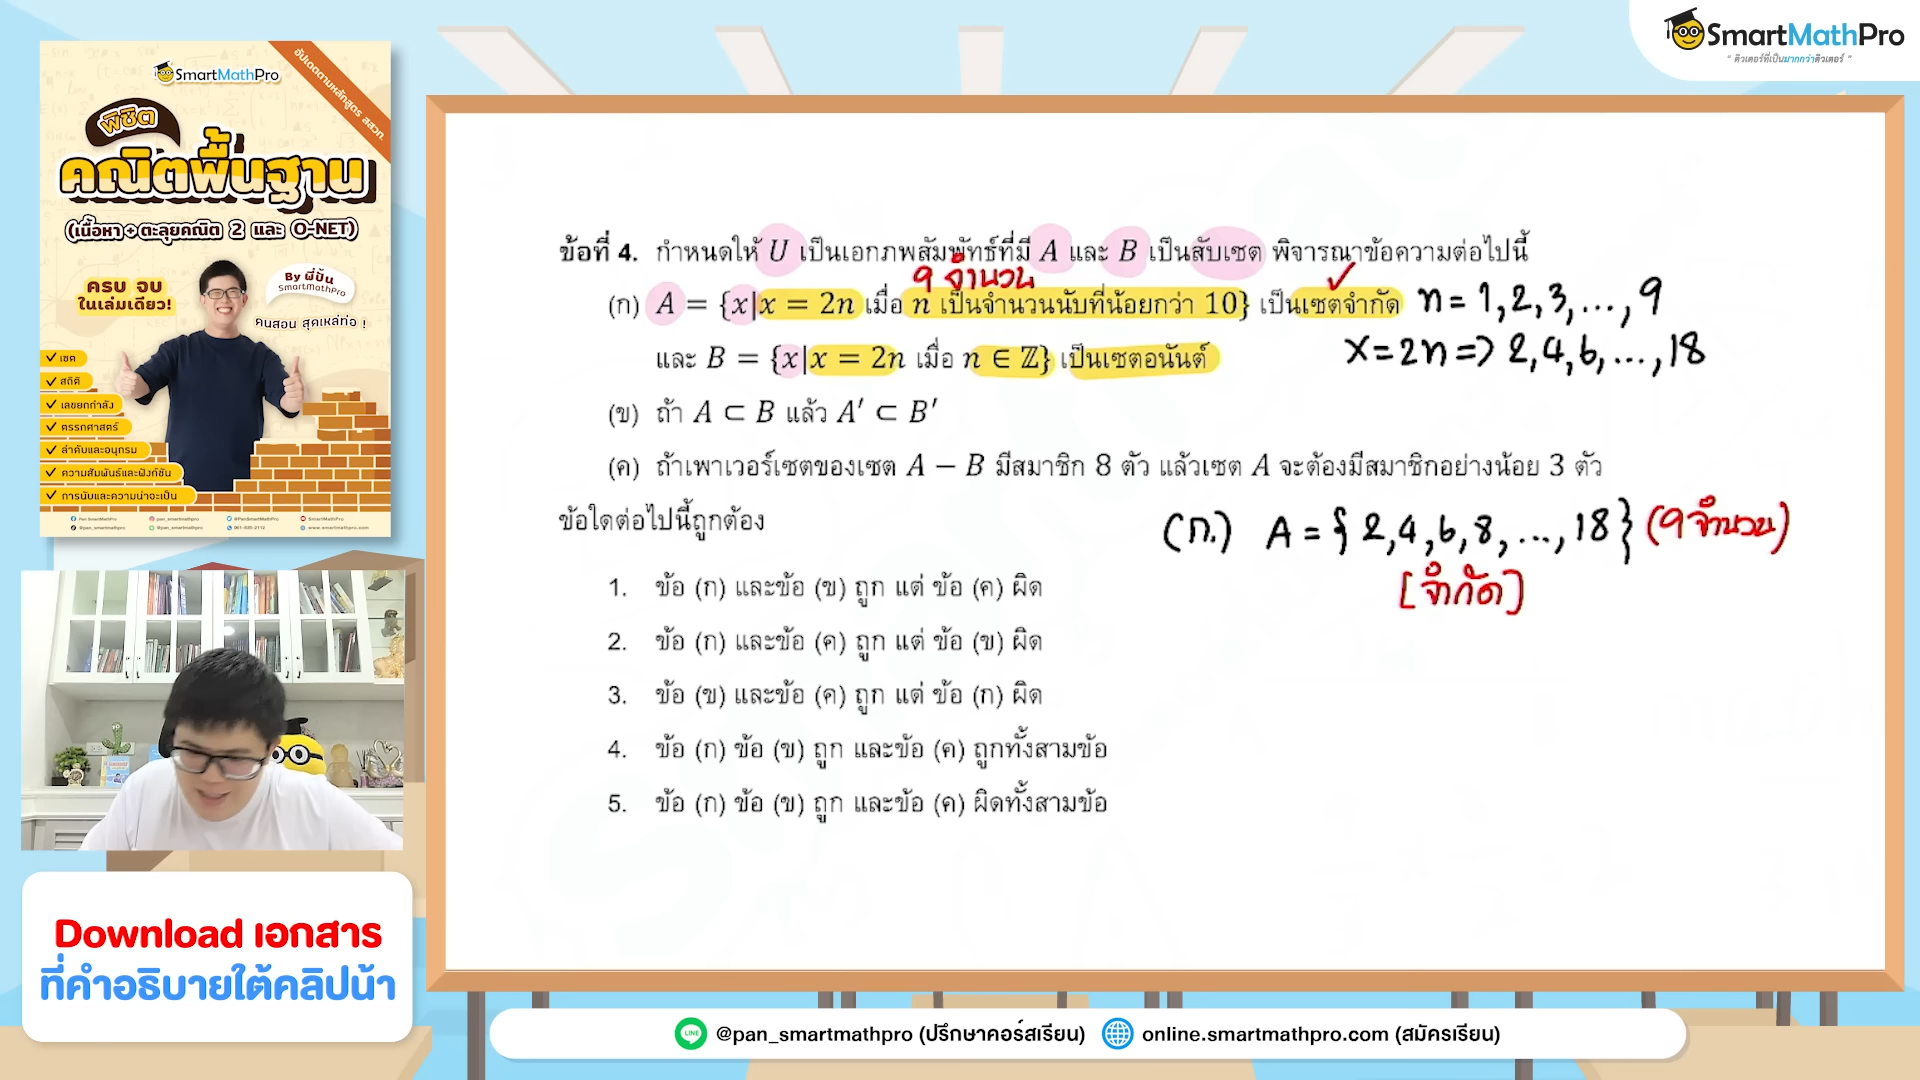 SmartMathPro
" ติวเตอร์ที่เป็นมากกว่าติวเตอร์ "
SmartMathPro
อัปเดตตามหลักสูตร สสวท.
พิชิต
คณิตพื้นฐาน
(เนื้อหา+ตะลุยคณิต 2 และ O-NET)
ครบ จบ
ในเล่มเดียว!
By พี่ปั้น
SmartMathPro
คนสอน สุดเหล่ท่อ !
เซต
สถิติ
เลขยกกำลัง
ตรรกศาสตร์
ลำดับและอนุกรม
ความสัมพันธ์และฟังก์ชัน
การนับและความน่าจะเป็น
ข้อที่ 4. กำหนดให้ U เป็นเอกภพสัมพัทธ์ที่มี A และ B เป็นสับเซต พิจารณาข้อความต่อไปนี้
9 จำนวน ✓
(ก) A = {x|x = 2n เมื่อ n เป็นจำนวนนับที่น้อยกว่า 10} เป็นเซตจำกัด n = 1,2,3,...,9
และ B = {x|x = 2n เมื่อ n ∈ ℤ} เป็นเซตอนันต์ x=2n => 2,4,6,...,18
(ข) ถ้า A ⊂ B แล้ว A′ ⊂ B′
(ค) ถ้าเพาเวอร์เซตของเซต A − B มีสมาชิก 8 ตัว แล้วเซต A จะต้องมีสมาชิกอย่างน้อย 3 ตัว
ข้อใดต่อไปนี้ถูกต้อง
(ก.) A = { 2,4,6,8,...,18 } (9จำนวน)
[จำกัด]
1. ข้อ (ก) และข้อ (ข) ถูก แต่ ข้อ (ค) ผิด
2. ข้อ (ก) และข้อ (ค) ถูก แต่ ข้อ (ข) ผิด
3. ข้อ (ข) และข้อ (ค) ถูก แต่ ข้อ (ก) ผิด
4. ข้อ (ก) ข้อ (ข) ถูก และข้อ (ค) ถูกทั้งสามข้อ
5. ข้อ (ก) ข้อ (ข) ถูก และข้อ (ค) ผิดทั้งสามข้อ
Download เอกสาร
ที่คำอธิบายใต้คลิปน้า
LINE @pan_smartmathpro (ปรึกษาคอร์สเรียน) online.smartmathpro.com (สมัครเรียน)